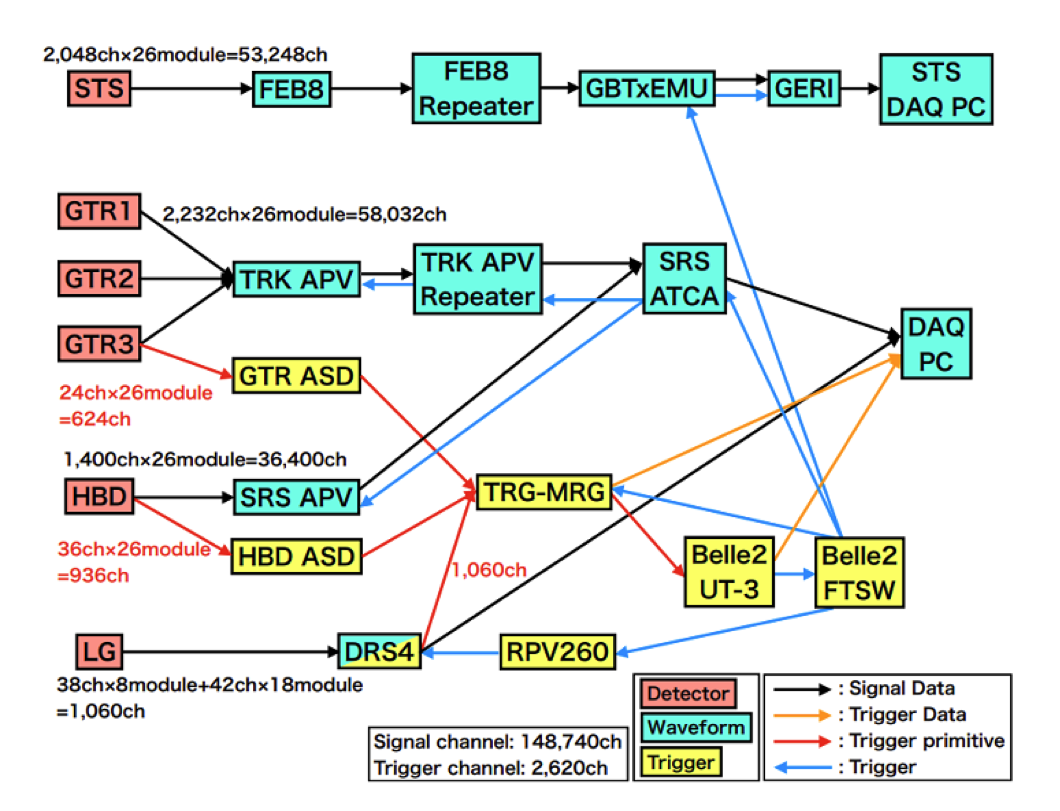 2,048ch×26module=53,248ch
STS
FEB8
FEB8
Repeater
GBTxEMU
GERI
STS
DAQ PC
GTR1
2,232ch×26module=58,032ch
GTR2
TRK APV
TRK APV
Repeater
SRS
ATCA
GTR3
DAQ
PC
GTR ASD
24ch×26module
=624ch
1,400ch×26module=36,400ch
HBD
SRS APV
TRG-MRG
36ch×26module
=936ch
HBD ASD
1,060ch
Belle2
UT-3
Belle2
FTSW
LG
DRS4
RPV260
38ch×8module+42ch×18module
=1,060ch
Signal channel: 148,740ch
Trigger channel: 2,620ch
Detector
Waveform
Trigger
: Signal Data
: Trigger Data
: Trigger primitive
: Trigger